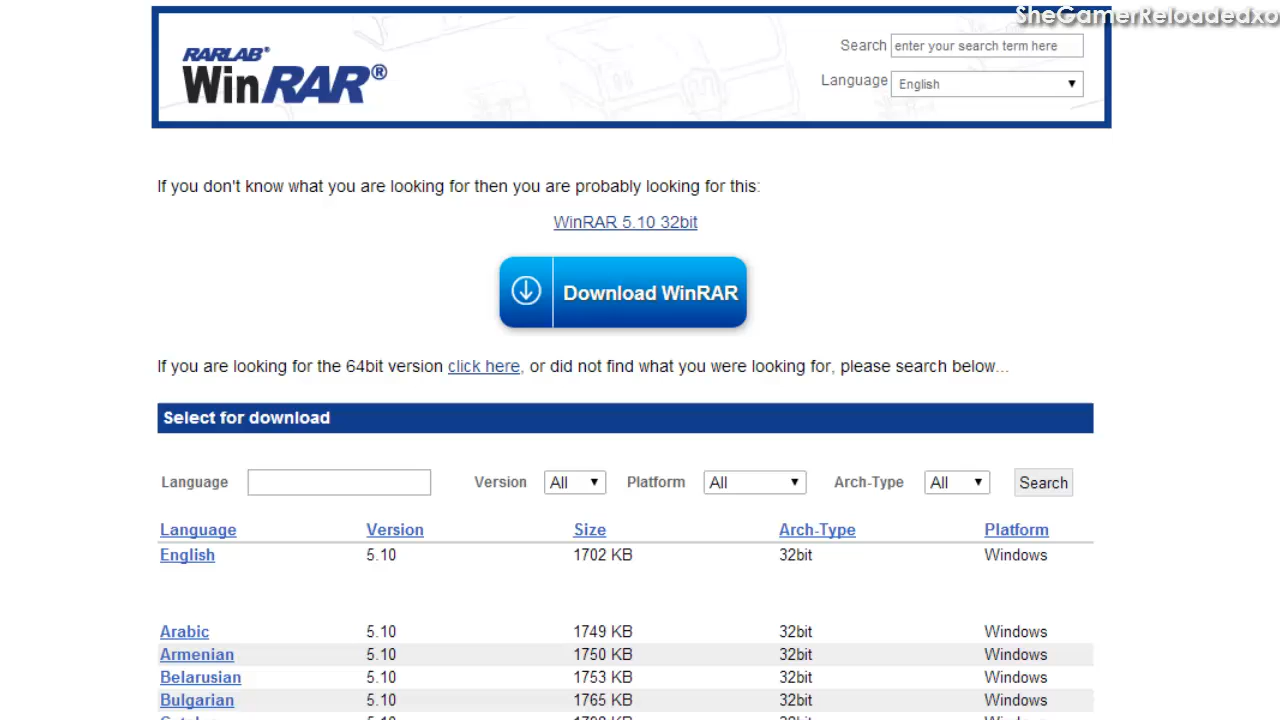 SheGamerReloadedxo
RARLAB®
WinRAR®
Search enter your search term here
Language English
If you don't know what you are looking for then you are probably looking for this:
WinRAR 5.10 32bit
Download WinRAR
If you are looking for the 64bit version click here, or did not find what you were looking for, please search below...
Select for download
Language Version All Platform All Arch-Type All Search
Language Version Size Arch-Type Platform
English 5.10 1702 KB 32bit Windows
Arabic 5.10 1749 KB 32bit Windows
Armenian 5.10 1750 KB 32bit Windows
Belarusian 5.10 1753 KB 32bit Windows
Bulgarian 5.10 1765 KB 32bit Windows